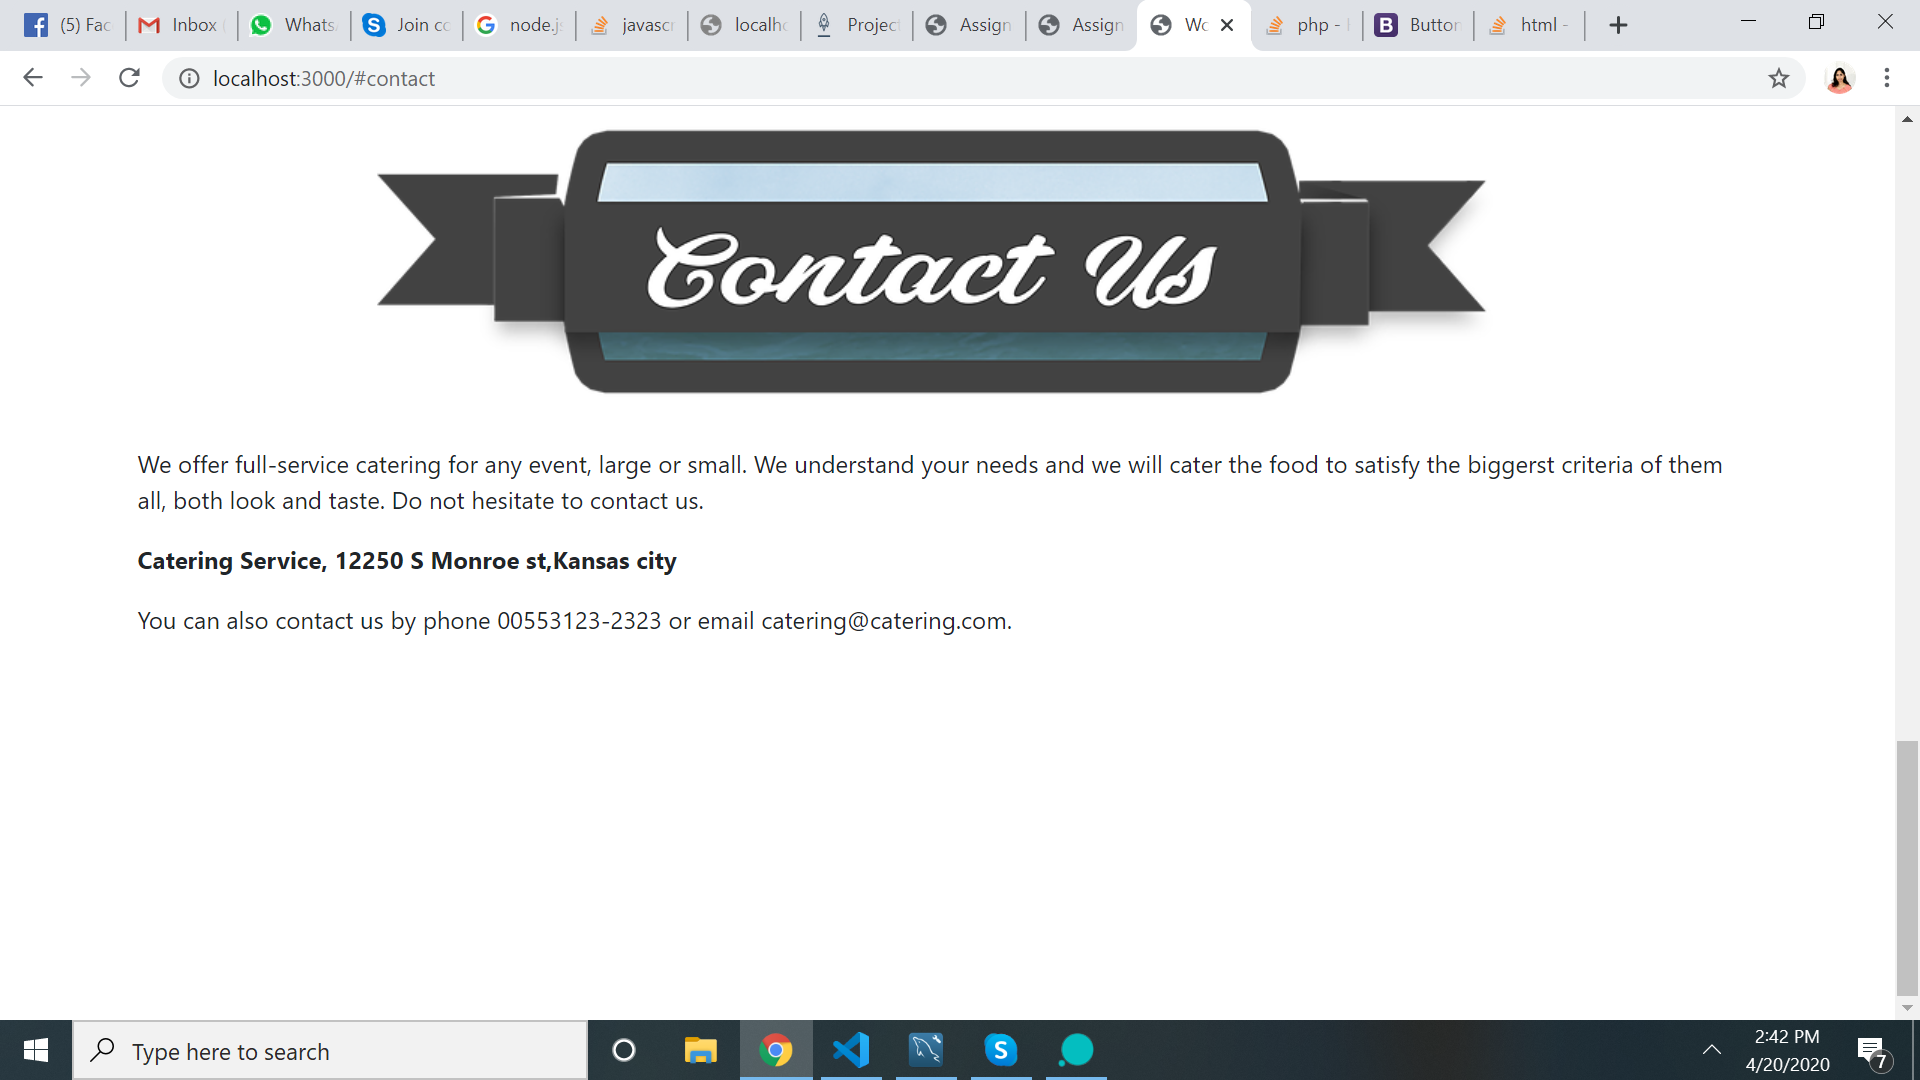 (5) Fac
Inbox (
Whats
Join co
node.js
javascr
localho
Project
Assign
Assign
Wo
php -
Button
html -
localhost:3000/#contact
Contact Us
We offer full-service catering for any event, large or small. We understand your needs and we will cater the food to satisfy the biggerst criteria of them
all, both look and taste. Do not hesitate to contact us.
Catering Service, 12250 S Monroe st,Kansas city
You can also contact us by phone 00553123-2323 or email catering@catering.com.
Type here to search
2:42 PM
4/20/2020
7